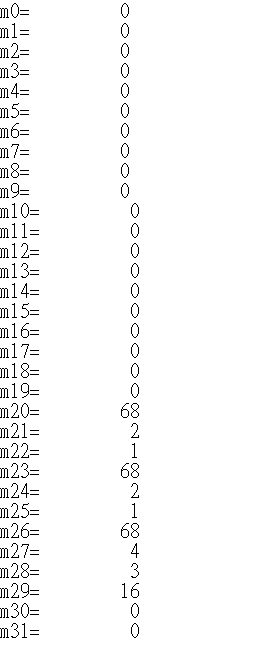 m0= 0
m1= 0
m2= 0
m3= 0
m4= 0
m5= 0
m6= 0
m7= 0
m8= 0
m9= 0
m10= 0
m11= 0
m12= 0
m13= 0
m14= 0
m15= 0
m16= 0
m17= 0
m18= 0
m19= 0
m20= 68
m21= 2
m22= 1
m23= 68
m24= 2
m25= 1
m26= 68
m27= 4
m28= 3
m29= 16
m30= 0
m31= 0